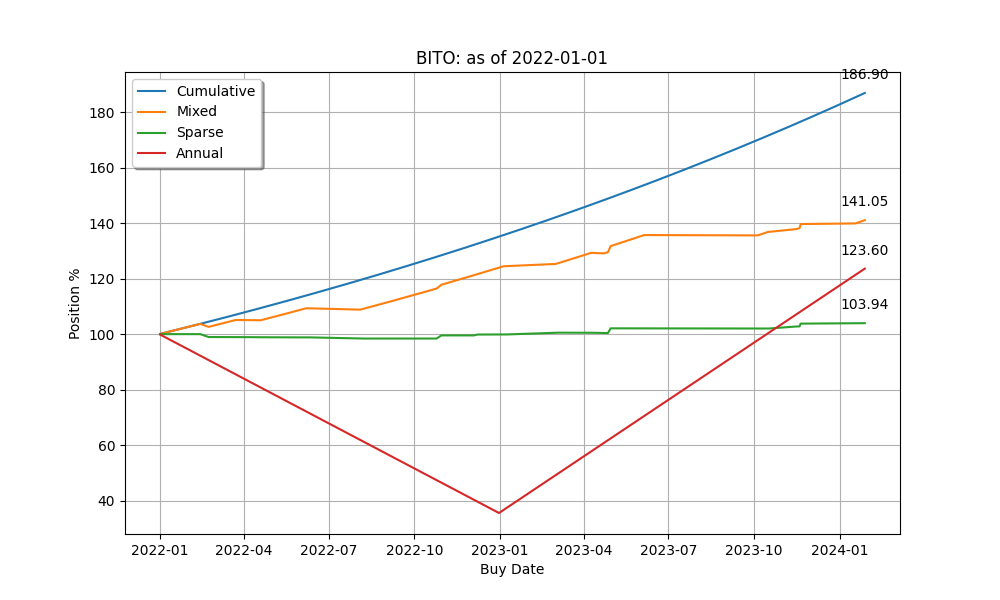 BITO: as of 2022-01-01
186.90
Cumulative
Mixed
Sparse
Annual
141.05
123.60
103.94
180
160
140
120
100
80
60
40
Position %
2022-01 2022-04 2022-07 2022-10 2023-01 2023-04 2023-07 2023-10 2024-01
Buy Date